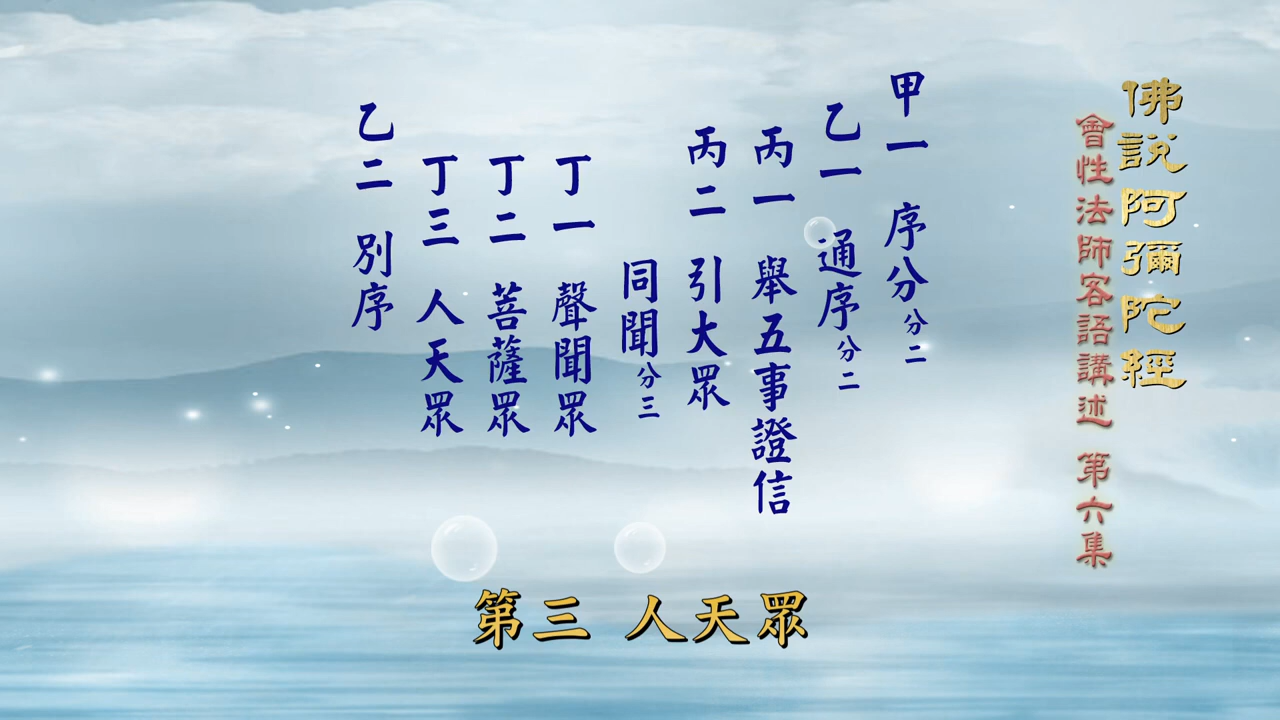 佛說阿彌陀經
會性法師客語講述 第六集
甲一 序分分二
乙一 通序分二
丙一 舉五事證信
丙二 引大眾
同聞分三
丁一 聲聞眾
丁二 菩薩眾
丁三 人天眾
乙二 別序
第三 人天眾